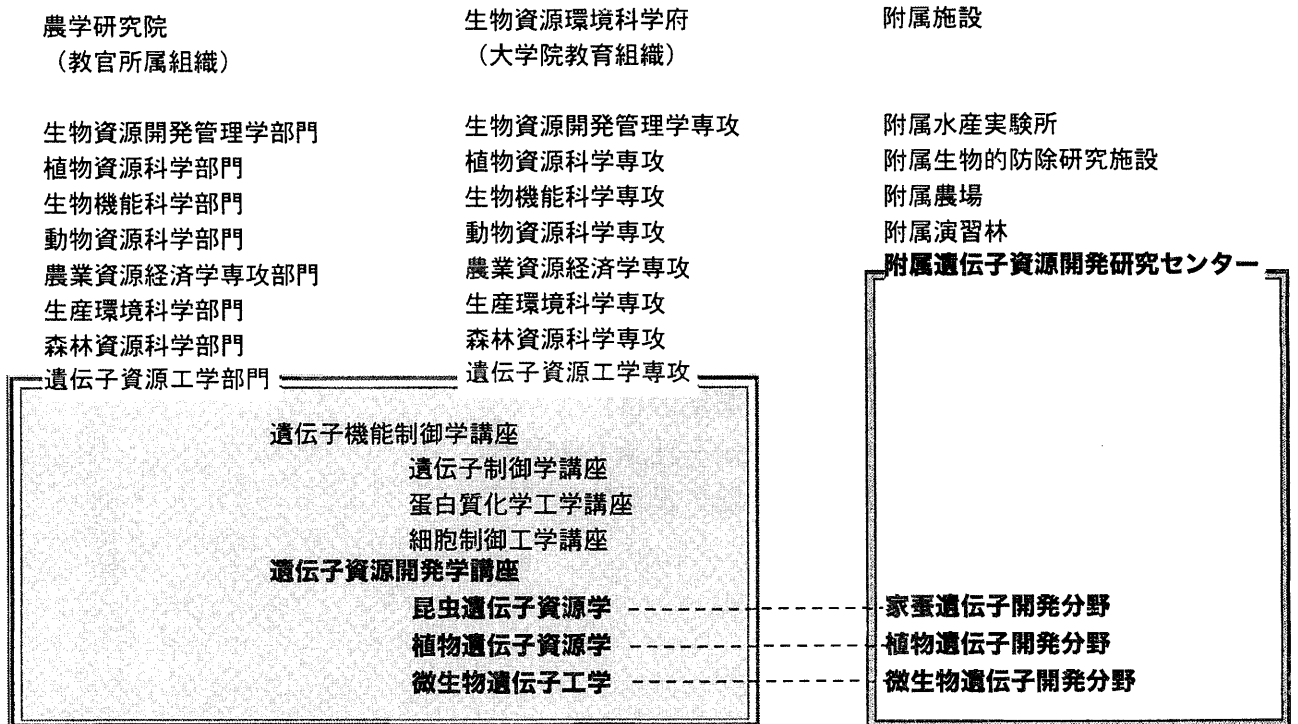 農学研究院
（教官所属組織）
生物資源開発管理学部門
植物資源科学部門
生物機能科学部門
動物資源科学部門
農業資源経済学専攻部門
生産環境科学部門
森林資源科学部門
遺伝子資源工学部門
生物資源環境科学府
（大学院教育組織）
生物資源開発管理学専攻
植物資源科学専攻
生物機能科学専攻
動物資源科学専攻
農業資源経済学専攻
生産環境科学専攻
森林資源科学専攻
遺伝子資源工学専攻
遺伝子機能制御学講座
遺伝子制御学講座
蛋白質化学工学講座
細胞制御工学講座
遺伝子資源開発学講座
昆虫遺伝子資源学
植物遺伝子資源学
微生物遺伝子工学
附属施設
附属水産実験所
附属生物的防除研究施設
附属農場
附属演習林
附属遺伝子資源開発研究センター
家蚕遺伝子開発分野
植物遺伝子開発分野
微生物遺伝子開発分野